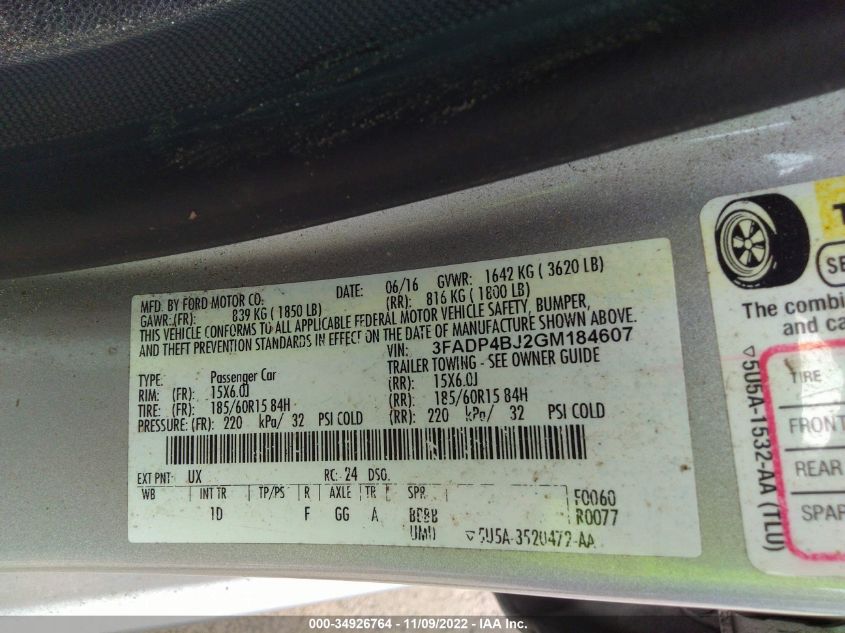 MFD. BY FORD MOTOR CO. DATE: 06/16 GVWR: 1642 KG ( 3620 LB)
GAWR: (FR): 839 KG ( 1850 LB) (RR): 816 KG ( 1800 LB)
THIS VEHICLE CONFORMS TO ALL APPLICABLE FEDERAL MOTOR VEHICLE SAFETY, BUMPER,
AND THEFT PREVENTION STANDARDS IN EFFECT ON THE DATE OF MANUFACTURE SHOWN ABOVE.
VIN: 3FADP4BJ2GM184607
TRAILER TOWING - SEE OWNER GUIDE
TYPE: Passenger Car
RIM: (FR): 15X6.0J (RR): 15X6.0J
TIRE: (FR): 185/60R15 84H (RR): 185/60R15 84H
PRESSURE: (FR): 220 kPa/ 32 PSI COLD (RR): 220 kPa/ 32 PSI COLD
EXT PNT: UX RC: 24 DSO:
WB INT TR TP/PS R AXLE TR SPR F0060
1D F GG A BDBB R0077
UMD ▽5U5A-3520472-AA
SE
The combi
and ca
TIRE
FRONT
REAR
SPAR
▽5U5A-1532-AA (TLU)
000-34926764 - 11/09/2022 - IAA Inc.